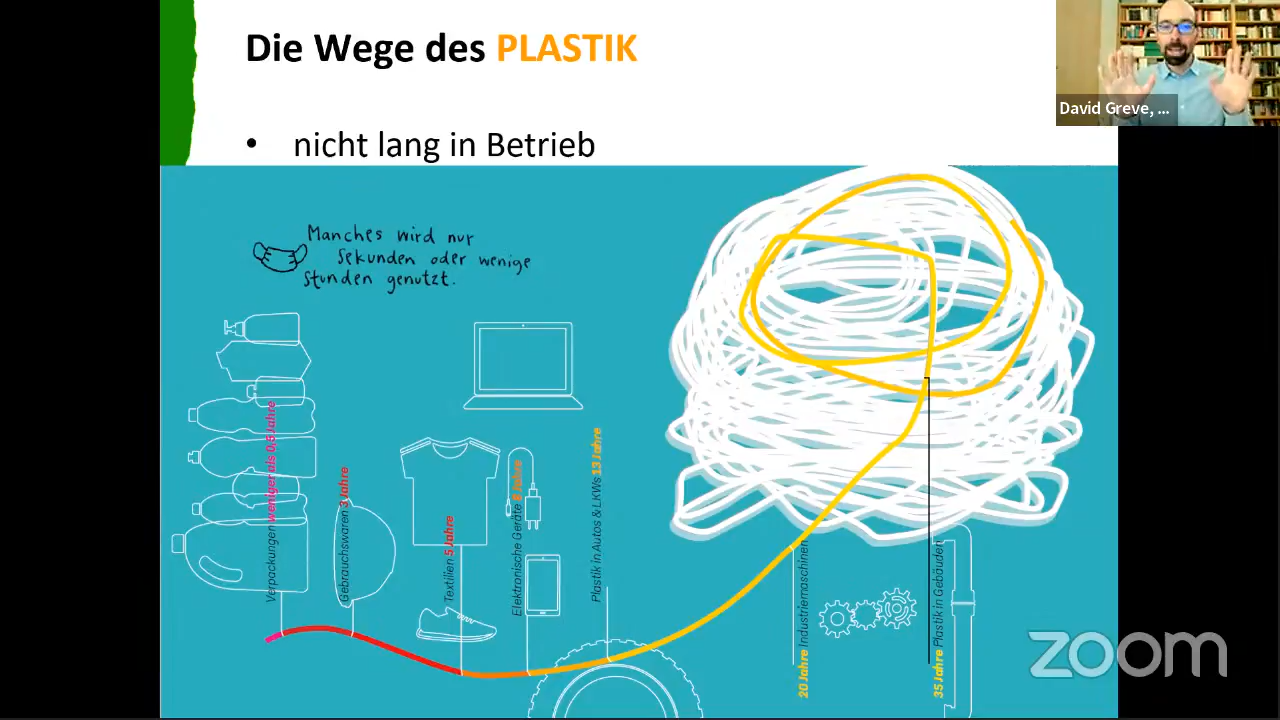 Die Wege des PLASTIK
David Greve, ...
• nicht lang in Betrieb
Manches wird nur
Sekunden oder wenige
Stunden genutzt.
Verpackungen weniger als 0,5 Jahre
Gebrauchswaren 3 Jahre
Textilien 5 Jahre
Elektronische Geräte 8 Jahre
Plastik in Autos & LKWs 13 Jahre
20 Jahre Industriemaschinen
35 Jahre Plastik in Gebäuden
zoom